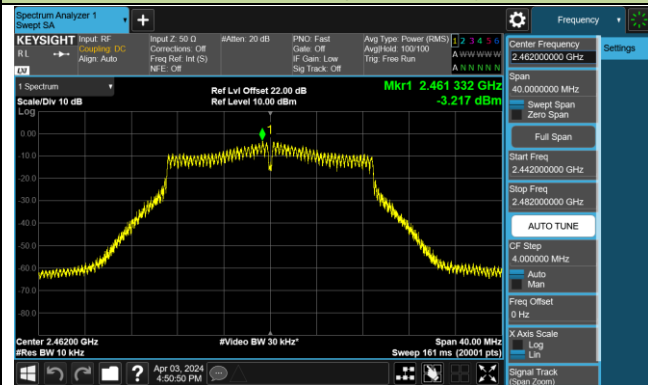 Spectrum Analyzer 1
Swept SA
Frequency
KEYSIGHT
RL
LXI
Input: RF
Coupling: DC
Align: Auto
Input Z: 50 Ω
Corrections: Off
Freq Ref: Int (S)
NFE: Off
#Atten: 20 dB
PNO: Fast
Gate: Off
IF Gain: Low
Sig Track: Off
Avg Type: Power (RMS)
Avg|Hold: 100/100
Trig: Free Run
1 2 3 4 5 6
A W W W W W
A N N N N N
1 Spectrum
Scale/Div 10 dB
Log
Ref Lvl Offset 22.00 dB
Ref Level 10.00 dBm
Mkr1 2.461 332 GHz
-3.217 dBm
1
0.00
-10.0
-20.0
-30.0
-40.0
-50.0
-60.0
-70.0
-80.0
Center 2.46200 GHz
#Res BW 10 kHz
#Video BW 30 kHz*
Span 40.00 MHz
Sweep 161 ms (20001 pts)
Apr 03, 2024
4:50:50 PM
Center Frequency
2.462000000 GHz
Settings
Span
40.0000000 MHz
Swept Span
Zero Span
Full Span
Start Freq
2.442000000 GHz
Stop Freq
2.482000000 GHz
AUTO TUNE
CF Step
4.000000 MHz
Auto
Man
Freq Offset
0 Hz
X Axis Scale
Log
Lin
Signal Track
(Span Zoom)